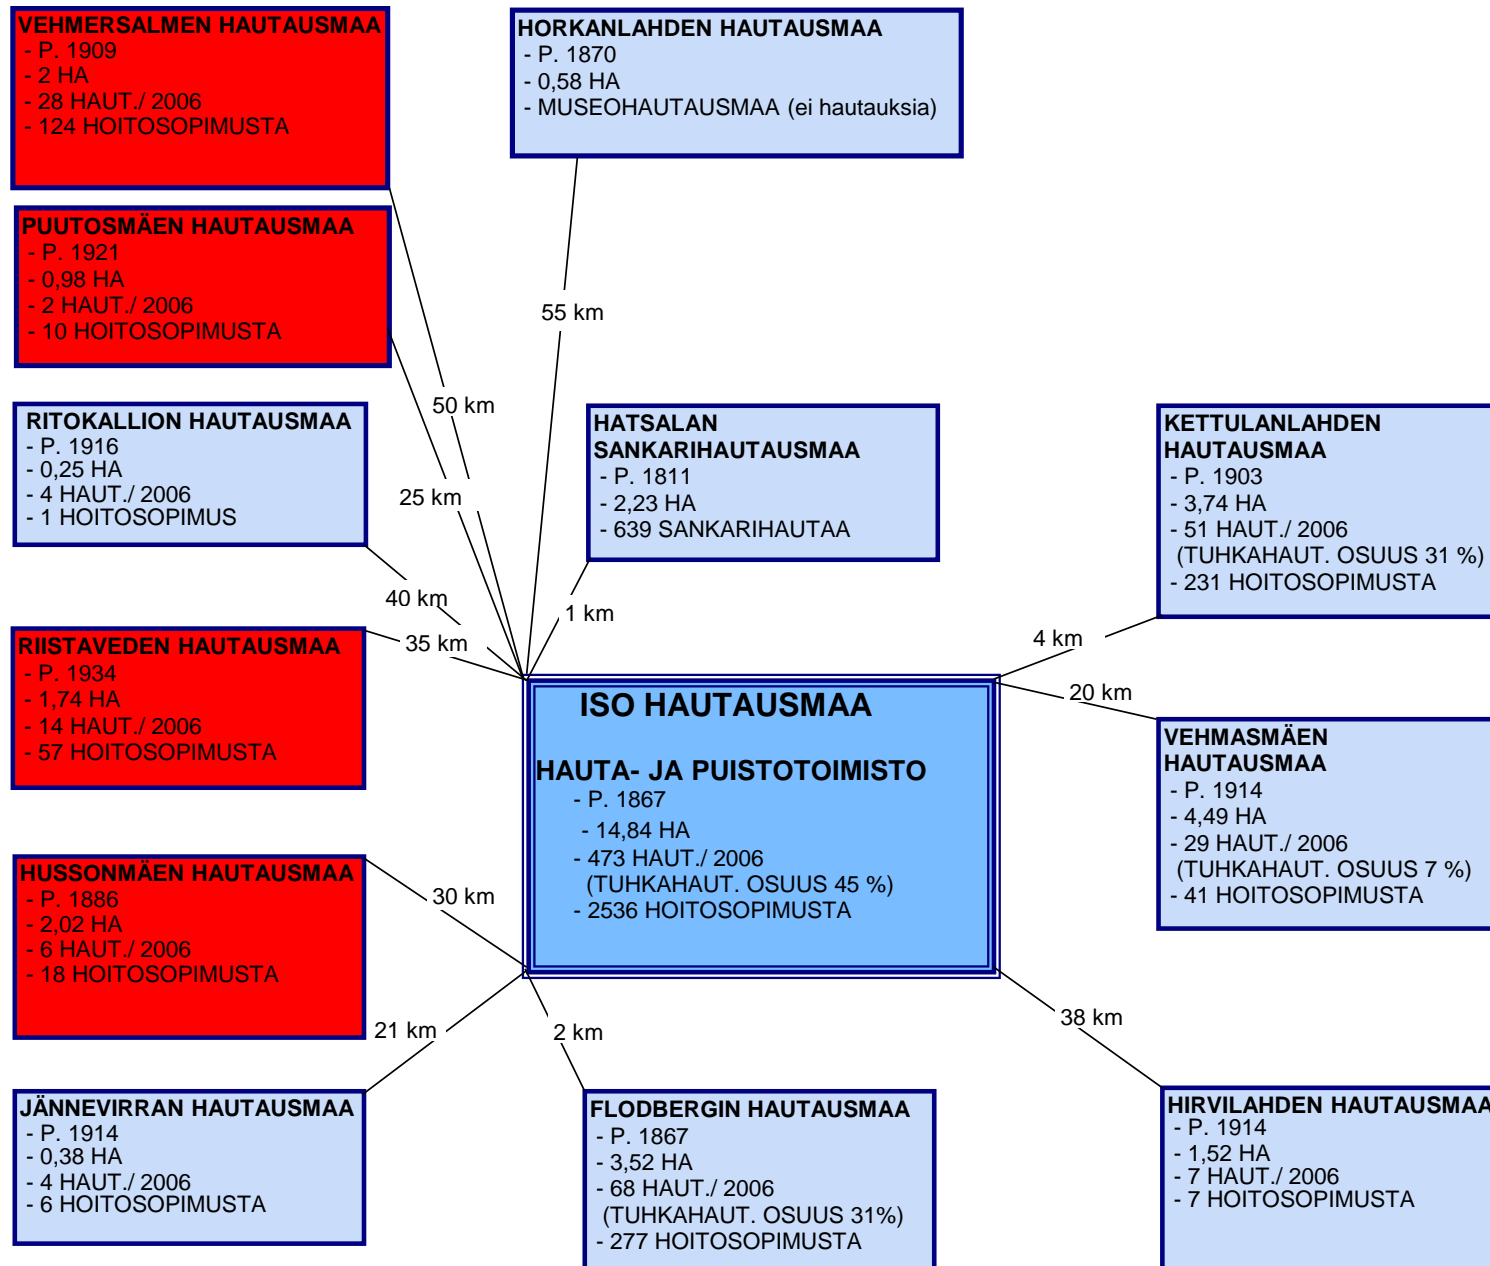 VEHMERSALMEN HAUTAUSMAA
- P. 1909
- 2 HA
- 28 HAUT./ 2006
- 124 HOITOSOPIMUSTA
HORKANLAHDEN HAUTAUSMAA
- P. 1870
- 0,58 HA
- MUSEOHAUTAUSMAA (ei hautauksia)
PUUTOSMÄEN HAUTAUSMAA
- P. 1921
- 0,98 HA
- 2 HAUT./ 2006
- 10 HOITOSOPIMUSTA
55 km
50 km
25 km
RITOKALLION HAUTAUSMAA
- P. 1916
- 0,25 HA
- 4 HAUT./ 2006
- 1 HOITOSOPIMUS
HATSALAN
SANKARIHAUTAUSMAA
- P. 1811
- 2,23 HA
- 639 SANKARIHAUTAA
KETTULANLAHDEN
HAUTAUSMAA
- P. 1903
- 3,74 HA
- 51 HAUT./ 2006
(TUHKAHAUT. OSUUS 31 %)
- 231 HOITOSOPIMUSTA
40 km
1 km
35 km
4 km
20 km
RIISTAVEDEN HAUTAUSMAA
- P. 1934
- 1,74 HA
- 14 HAUT./ 2006
- 57 HOITOSOPIMUSTA
ISO HAUTAUSMAA
HAUTA- JA PUISTOTOIMISTO
- P. 1867
- 14,84 HA
- 473 HAUT./ 2006
(TUHKAHAUT. OSUUS 45 %)
- 2536 HOITOSOPIMUSTA
VEHMASMÄEN
HAUTAUSMAA
- P. 1914
- 4,49 HA
- 29 HAUT./ 2006
(TUHKAHAUT. OSUUS 7 %)
- 41 HOITOSOPIMUSTA
HUSSONMÄEN HAUTAUSMAA
- P. 1886
- 2,02 HA
- 6 HAUT./ 2006
- 18 HOITOSOPIMUSTA
30 km
21 km
2 km
38 km
JÄNNEVIRRAN HAUTAUSMAA
- P. 1914
- 0,38 HA
- 4 HAUT./ 2006
- 6 HOITOSOPIMUSTA
FLODBERGIN HAUTAUSMAA
- P. 1867
- 3,52 HA
- 68 HAUT./ 2006
(TUHKAHAUT. OSUUS 31%)
- 277 HOITOSOPIMUSTA
HIRVILAHDEN HAUTAUSMAA
- P. 1914
- 1,52 HA
- 7 HAUT./ 2006
- 7 HOITOSOPIMUSTA